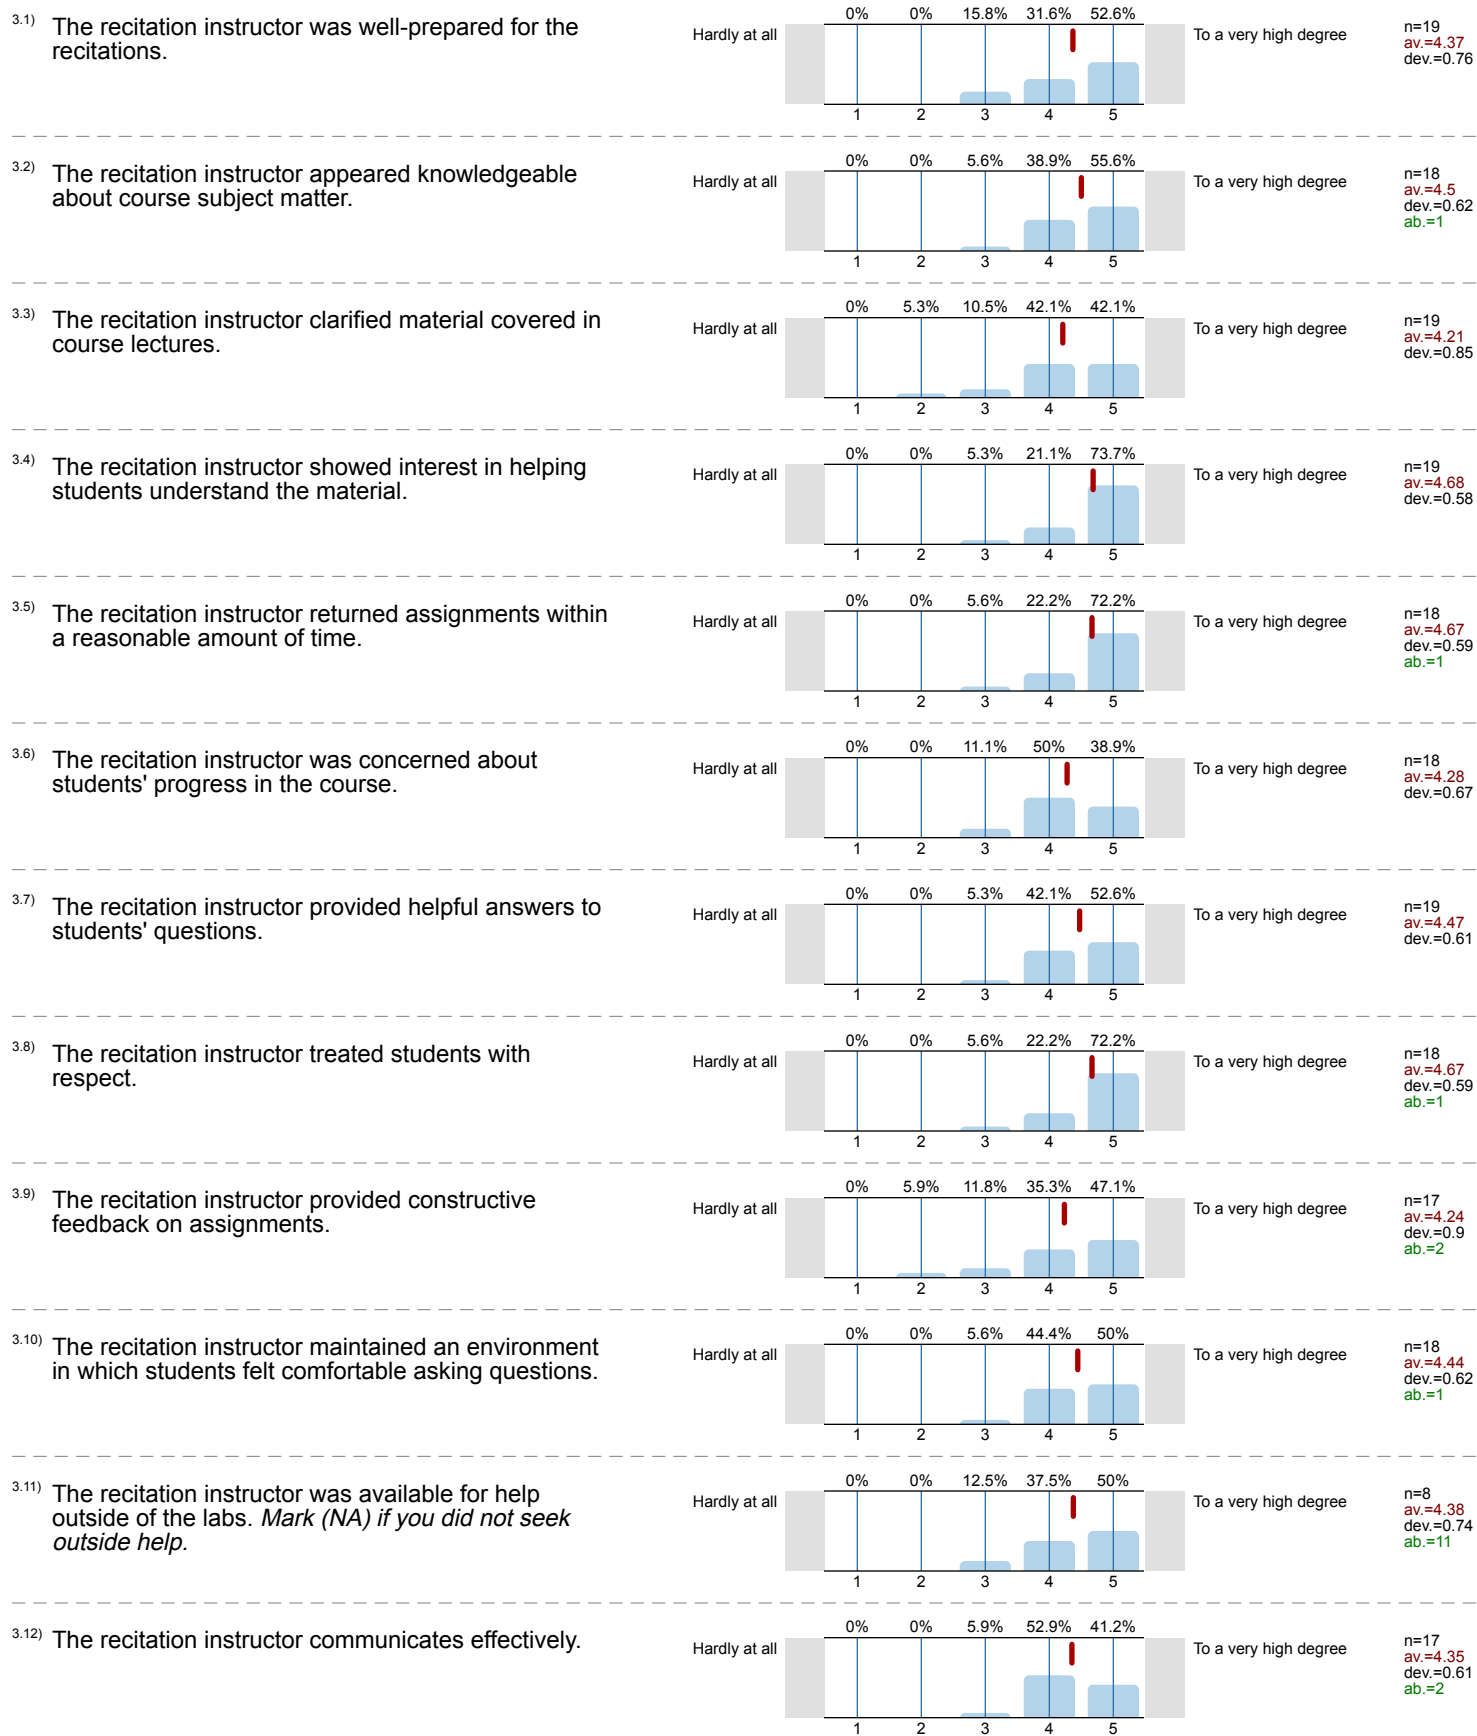 3.1) The recitation instructor was well-prepared for the
recitations.
Hardly at all
0% 0% 15.8% 31.6% 52.6%
1 2 3 4 5
To a very high degree
n=19
av.=4.37
dev.=0.76
3.2) The recitation instructor appeared knowledgeable
about course subject matter.
Hardly at all
0% 0% 5.6% 38.9% 55.6%
1 2 3 4 5
To a very high degree
n=18
av.=4.5
dev.=0.62
ab.=1
3.3) The recitation instructor clarified material covered in
course lectures.
Hardly at all
0% 5.3% 10.5% 42.1% 42.1%
1 2 3 4 5
To a very high degree
n=19
av.=4.21
dev.=0.85
3.4) The recitation instructor showed interest in helping
students understand the material.
Hardly at all
0% 0% 5.3% 21.1% 73.7%
1 2 3 4 5
To a very high degree
n=19
av.=4.68
dev.=0.58
3.5) The recitation instructor returned assignments within
a reasonable amount of time.
Hardly at all
0% 0% 5.6% 22.2% 72.2%
1 2 3 4 5
To a very high degree
n=18
av.=4.67
dev.=0.59
ab.=1
3.6) The recitation instructor was concerned about
students' progress in the course.
Hardly at all
0% 0% 11.1% 50% 38.9%
1 2 3 4 5
To a very high degree
n=18
av.=4.28
dev.=0.67
3.7) The recitation instructor provided helpful answers to
students' questions.
Hardly at all
0% 0% 5.3% 42.1% 52.6%
1 2 3 4 5
To a very high degree
n=19
av.=4.47
dev.=0.61
3.8) The recitation instructor treated students with
respect.
Hardly at all
0% 0% 5.6% 22.2% 72.2%
1 2 3 4 5
To a very high degree
n=18
av.=4.67
dev.=0.59
ab.=1
3.9) The recitation instructor provided constructive
feedback on assignments.
Hardly at all
0% 5.9% 11.8% 35.3% 47.1%
1 2 3 4 5
To a very high degree
n=17
av.=4.24
dev.=0.9
ab.=2
3.10) The recitation instructor maintained an environment
in which students felt comfortable asking questions.
Hardly at all
0% 0% 5.6% 44.4% 50%
1 2 3 4 5
To a very high degree
n=18
av.=4.44
dev.=0.62
ab.=1
3.11) The recitation instructor was available for help
outside of the labs. Mark (NA) if you did not seek
outside help.
Hardly at all
0% 0% 12.5% 37.5% 50%
1 2 3 4 5
To a very high degree
n=8
av.=4.38
dev.=0.74
ab.=11
3.12) The recitation instructor communicates effectively.
Hardly at all
0% 0% 5.9% 52.9% 41.2%
1 2 3 4 5
To a very high degree
n=17
av.=4.35
dev.=0.61
ab.=2